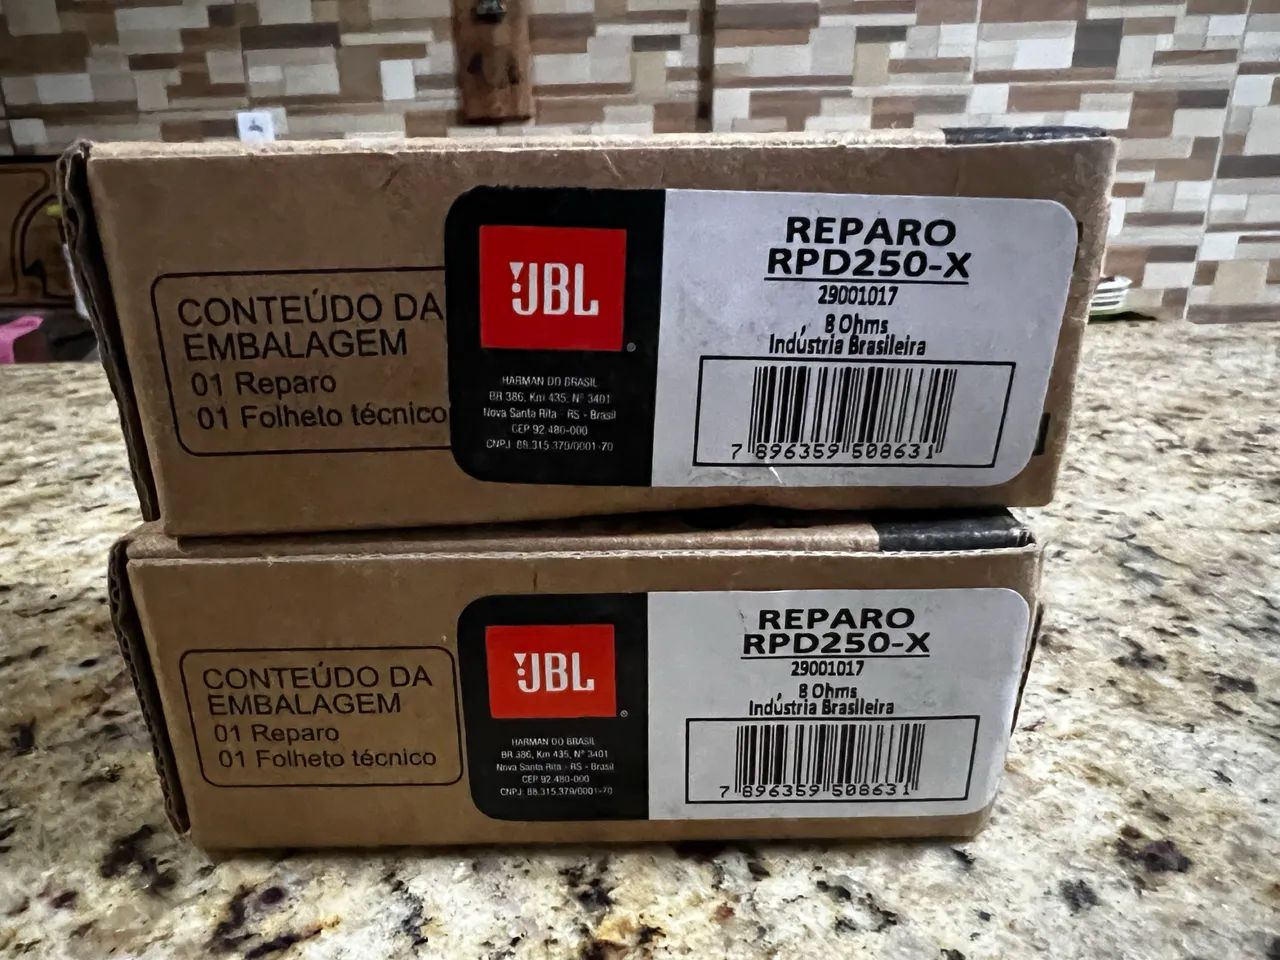 CONTEÚDO DA
EMBALAGEM
01 Reparo
01 Folheto técnico
JBL
®
HARMAN DO BRASIL
BR 386, Km 435, N° 3401
Nova Santa Rita - RS - Brasil
CEP 92.480-000
CNPJ: 88.315.379/0001-70
REPARO
RPD250-X
29001017
8 Ohms
Indústria Brasileira
7 896359 508631
CONTEÚDO DA
EMBALAGEM
01 Reparo
01 Folheto técnico
JBL
®
HARMAN DO BRASIL
BR 386, Km 435, N° 3401
Nova Santa Rita - RS - Brasil
CEP 92.480-000
CNPJ: 88.315.379/0001-70
REPARO
RPD250-X
29001017
8 Ohms
Indústria Brasileira
7 896359 508631